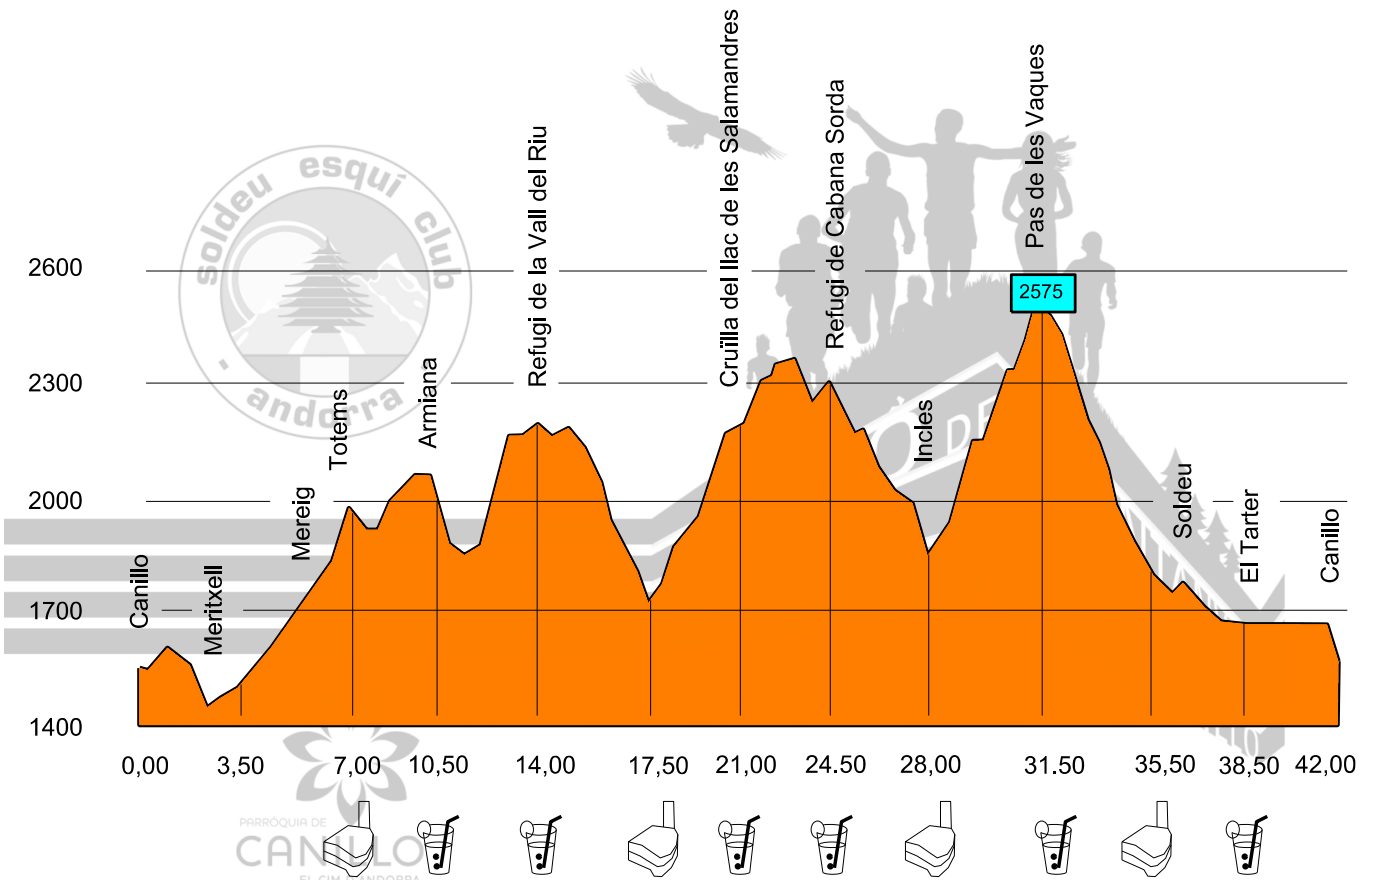 Cruïlla del llac de les Salamandres
Pas de les Vaques
Refugi de Cabana Sorda
Refugi de la Vall del Riu
soldeu esquí club
· andorra ·
2600
2575
2300
Armiana
Totems
Incles
Soldeu
Mereig
El Tarter
Canillo
2000
Canillo
Meritxell
1700
1400
0,00 3,50 7,00 10,50 14,00 17,50 21,00 24.50 28,00 31.50 35,50 38,50 42,00
PARRÒQUIA DE
CANILLO
EL CIM D'ANDORRA